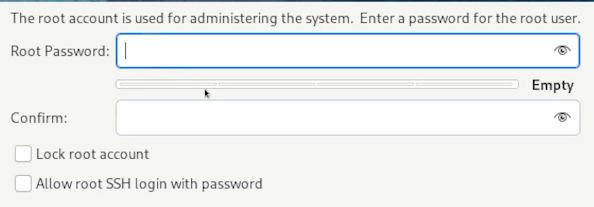 The root account is used for administering the system.  Enter a password for the root user.
Root Password:
Empty
Confirm:
Lock root account
Allow root SSH login with password